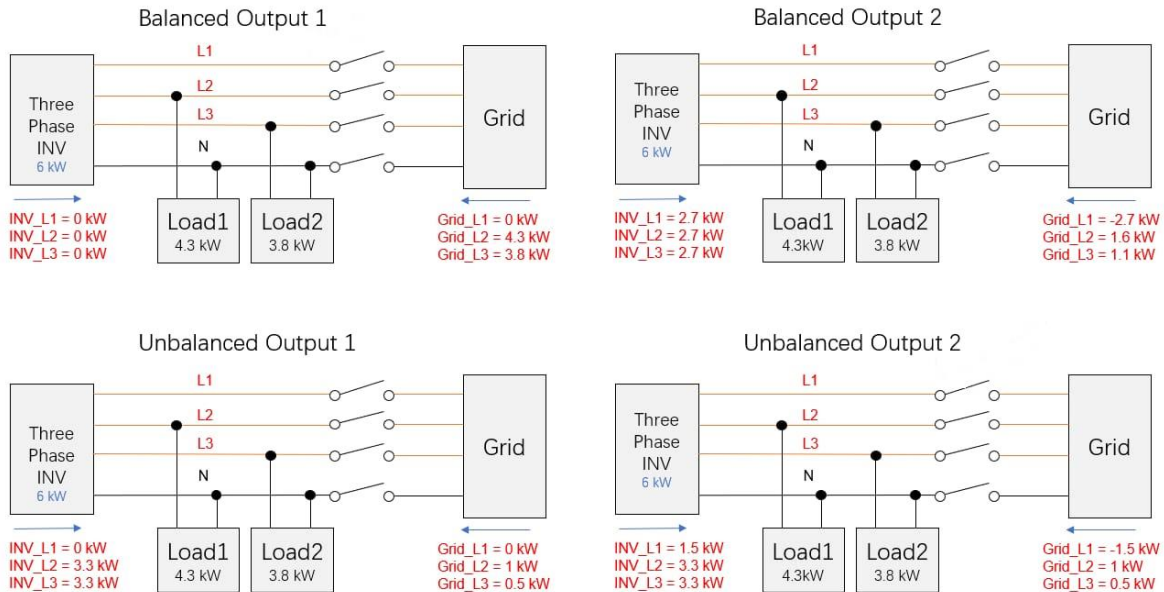 Balanced Output 1
L1
L2
L3
N
Three
Phase
INV
6 kW
Grid
Load1
4.3 kW
Load2
3.8 kW
INV_L1 = 0 kW
INV_L2 = 0 kW
INV_L3 = 0 kW
Grid_L1 = 0 kW
Grid_L2 = 4.3 kW
Grid_L3 = 3.8 kW
Balanced Output 2
L1
L2
L3
N
Three
Phase
INV
6 kW
Grid
Load1
4.3kW
Load2
3.8 kW
INV_L1 = 2.7 kW
INV_L2 = 2.7 kW
INV_L3 = 2.7 kW
Grid_L1 = -2.7 kW
Grid_L2 = 1.6 kW
Grid_L3 = 1.1 kW
Unbalanced Output 1
L1
L2
L3
N
Three
Phase
INV
6 kW
Grid
Load1
4.3 kW
Load2
3.8 kW
INV_L1 = 0 kW
INV_L2 = 3.3 kW
INV_L3 = 3.3 kW
Grid_L1 = 0 kW
Grid_L2 = 1 kW
Grid_L3 = 0.5 kW
Unbalanced Output 2
L1
L2
L3
N
Three
Phase
INV
6 kW
Grid
Load1
4.3kW
Load2
3.8 kW
INV_L1 = 1.5 kW
INV_L2 = 3.3 kW
INV_L3 = 3.3 kW
Grid_L1 = -1.5 kW
Grid_L2 = 1 kW
Grid_L3 = 0.5 kW